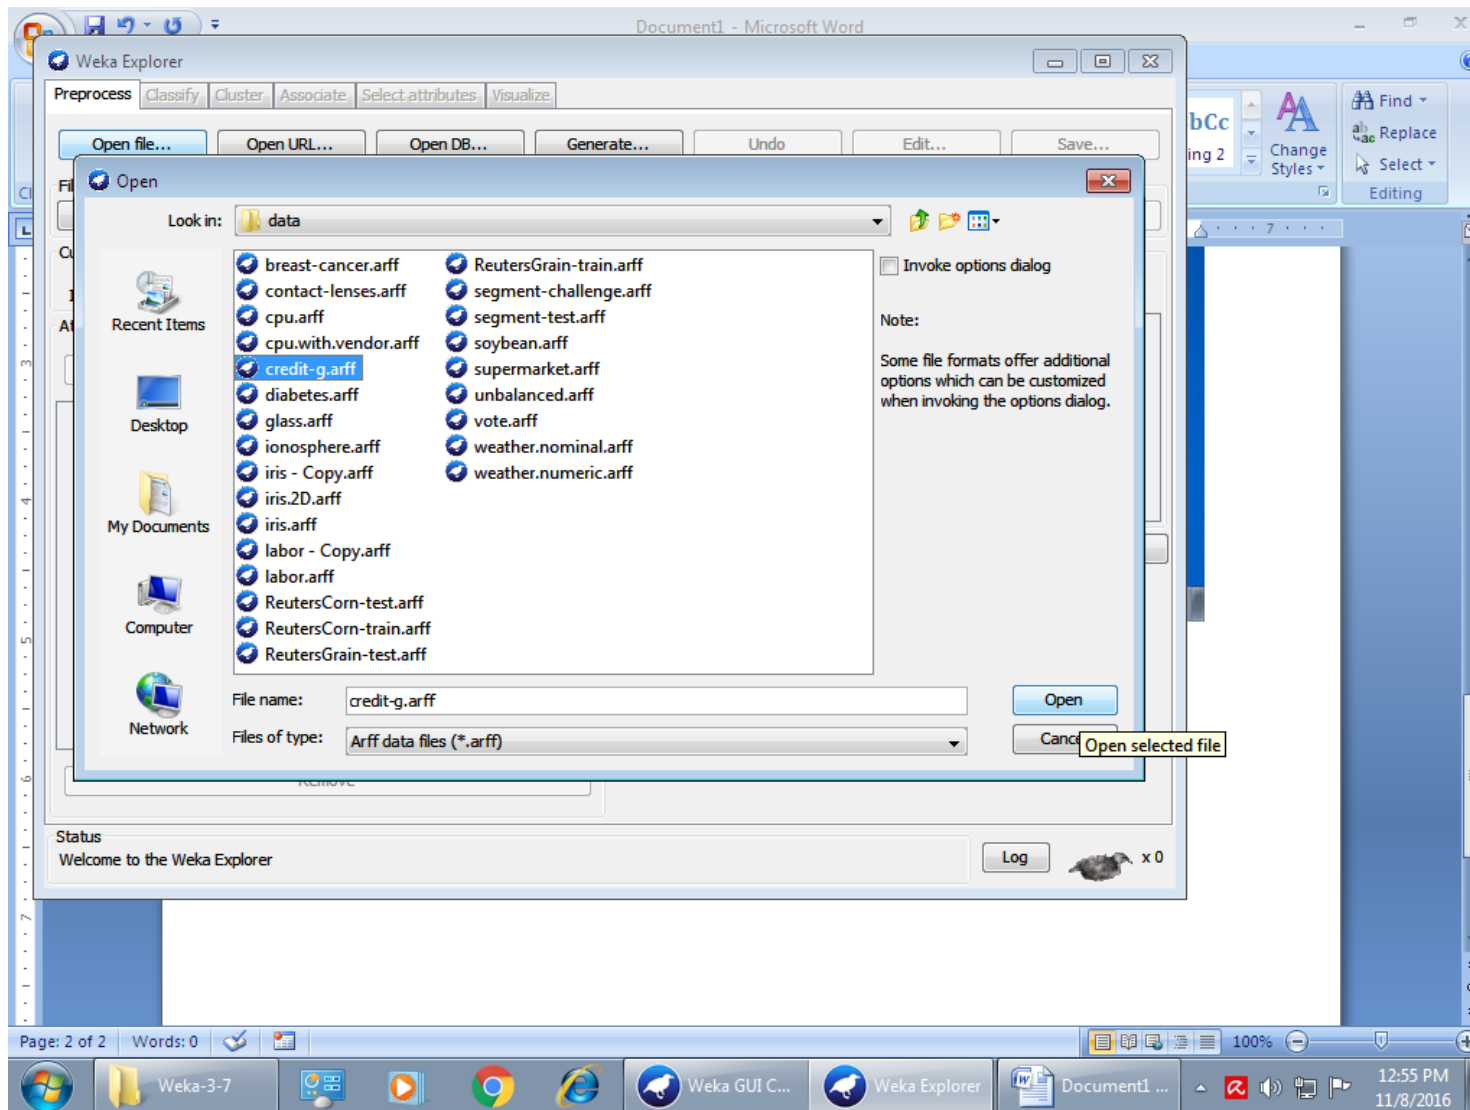 Document1 - Microsoft Word
Weka Explorer
Preprocess Classify Cluster Associate Select attributes Visualize
Open file... Open URL... Open DB... Generate... Undo Edit... Save...
bCc
ing 2
Change
Styles
Find
Replace
Select
Editing
Open
Look in: data
7
Recent Items
Desktop
My Documents
Computer
Network
breast-cancer.arff
contact-lenses.arff
cpu.arff
cpu.with.vendor.arff
credit-g.arff
diabetes.arff
glass.arff
ionosphere.arff
iris - Copy.arff
iris.2D.arff
iris.arff
labor - Copy.arff
labor.arff
ReutersCorn-test.arff
ReutersCorn-train.arff
ReutersGrain-test.arff
ReutersGrain-train.arff
segment-challenge.arff
segment-test.arff
soybean.arff
supermarket.arff
unbalanced.arff
vote.arff
weather.nominal.arff
weather.numeric.arff
Invoke options dialog
Note:
Some file formats offer additional
options which can be customized
when invoking the options dialog.
File name: credit-g.arff Open
Files of type: Arff data files (*.arff)
Open selected file
Status
Welcome to the Weka Explorer
Log x 0
Page: 2 of 2 Words: 0 100%
Weka-3-7 Weka GUI C... Weka Explorer Document1 ...
12:55 PM
11/8/2016